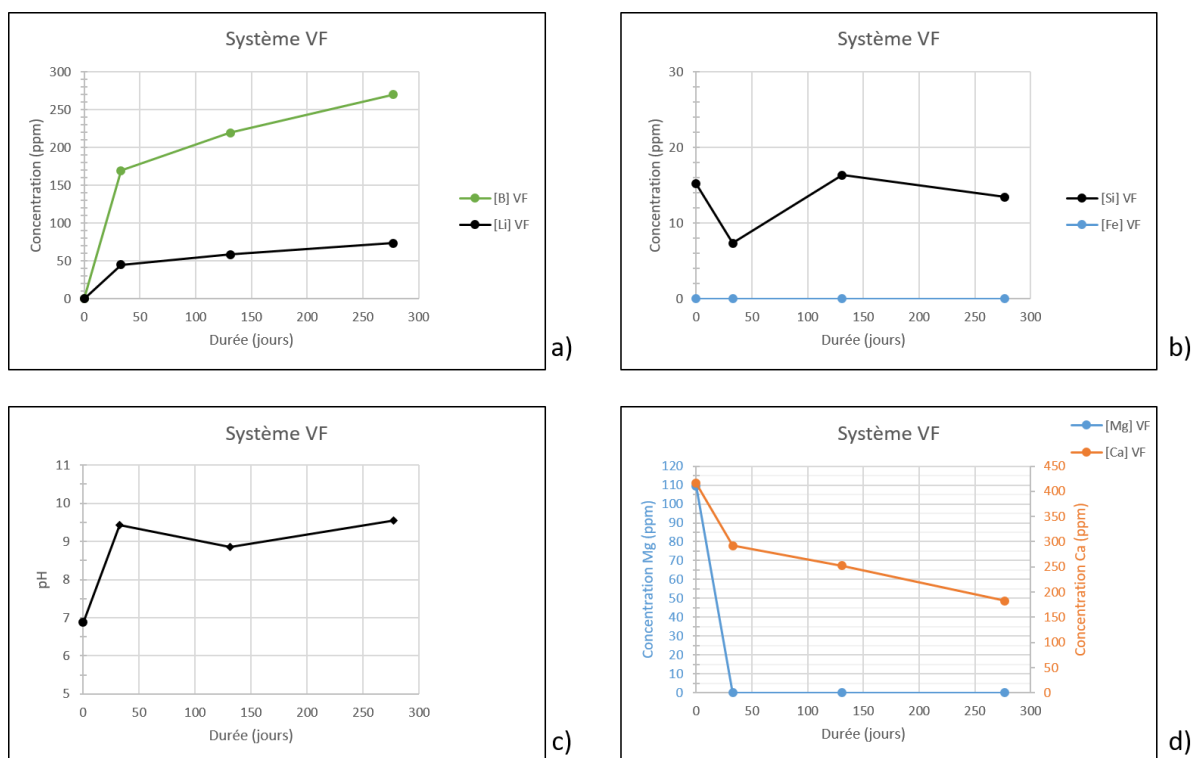 Système VF
Concentration (ppm)
300
250
200
150
100
50
0
0 50 100 150 200 250 300
Durée (jours)
[B] VF
[Li] VF
a)
Système VF
Concentration (ppm)
30
20
10
0
0 50 100 150 200 250 300
Durée (jours)
[Si] VF
[Fe] VF
b)
Système VF
pH
11
10
9
8
7
6
5
0 50 100 150 200 250 300
Durée (jours)
c)
Système VF
[Mg] VF
[Ca] VF
Concentration Mg (ppm)
120
110
100
90
80
70
60
50
40
30
20
10
0
450
400
350
300
250
200
150
100
50
0
Concentration Ca (ppm)
0 50 100 150 200 250 300
Durée (jours)
d)